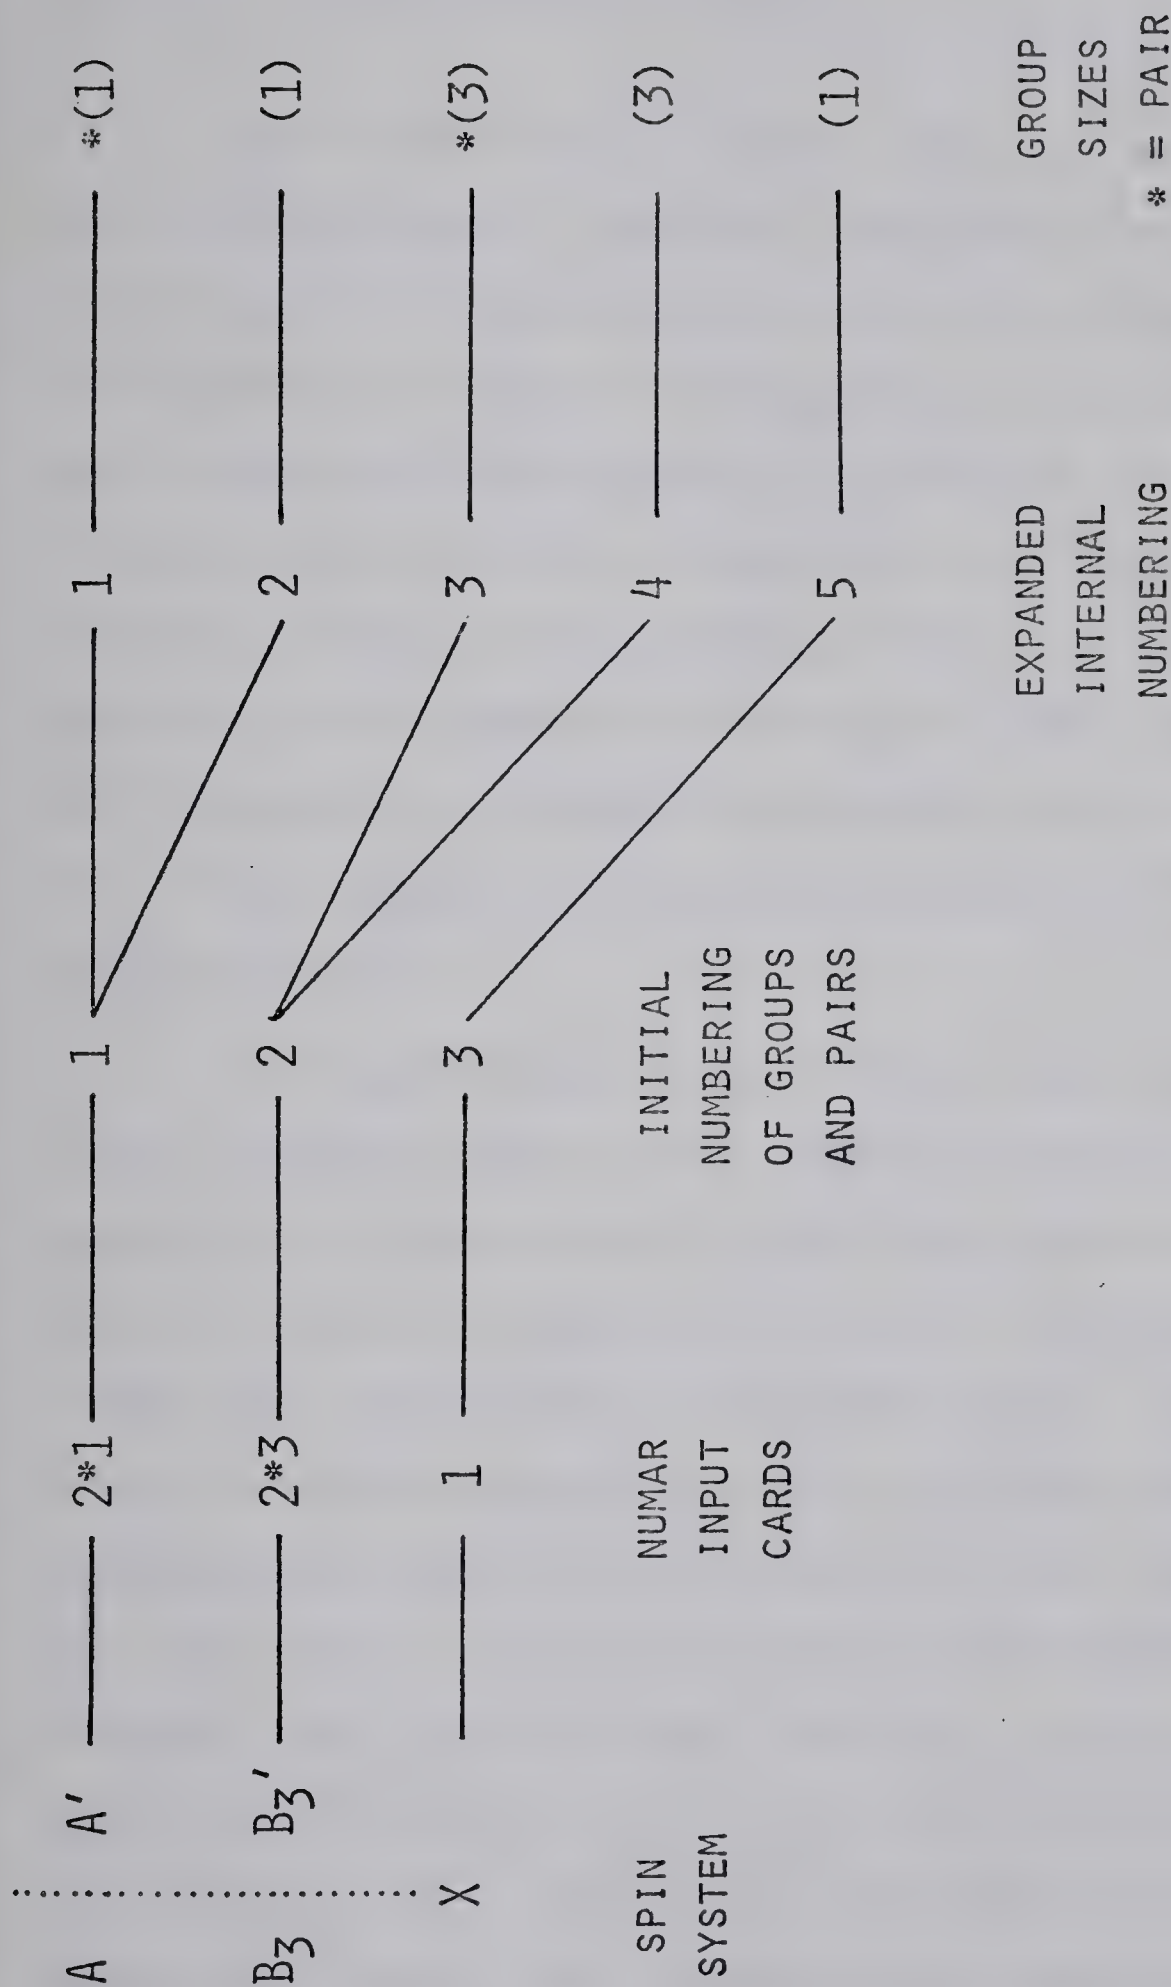 A A' 2*1 1 1 *(1)
2 (1)
B3 B3' 2*3 2 3 *(3)
4 (3)
X 1 3 5 (1)
SPIN
SYSTEM
NUMAR
INPUT
CARDS
INITIAL
NUMBERING
OF GROUPS
AND PAIRS
EXPANDED
INTERNAL
NUMBERING
GROUP
SIZES
* = PAIR